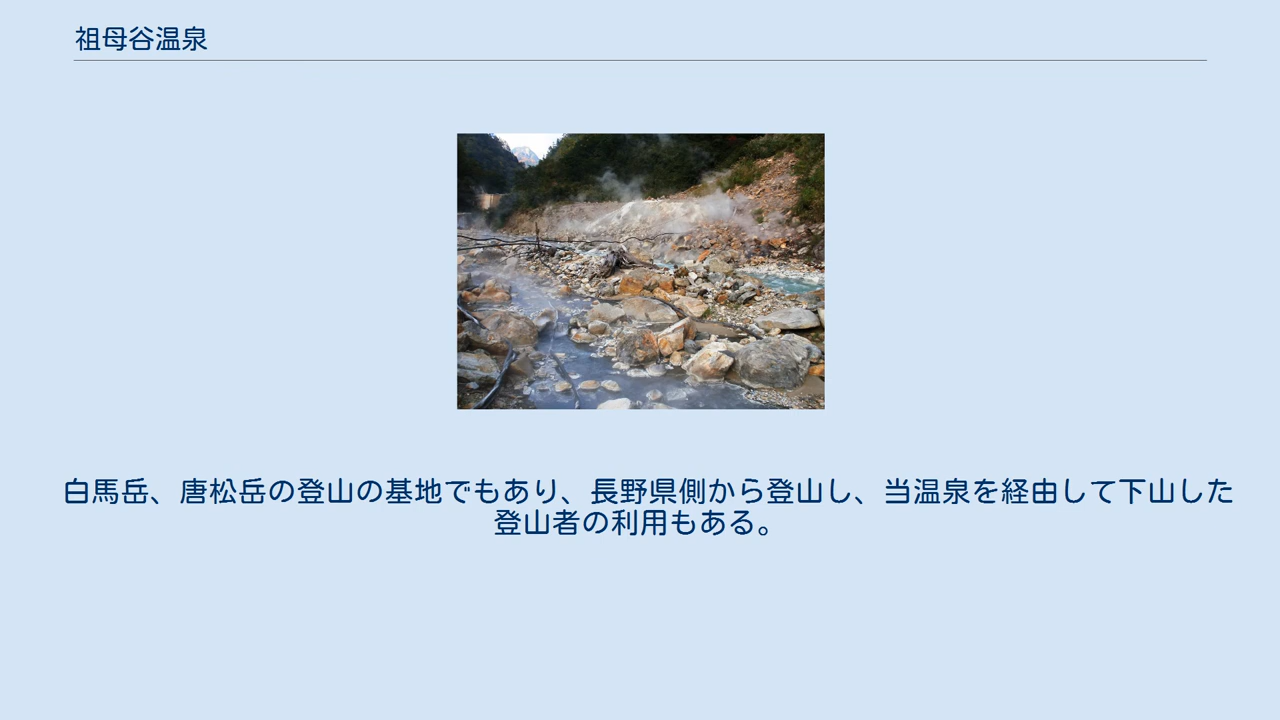 祖母谷温泉
白馬岳、唐松岳の登山の基地でもあり、長野県側から登山し、当温泉を経由して下山した
登山者の利用もある。